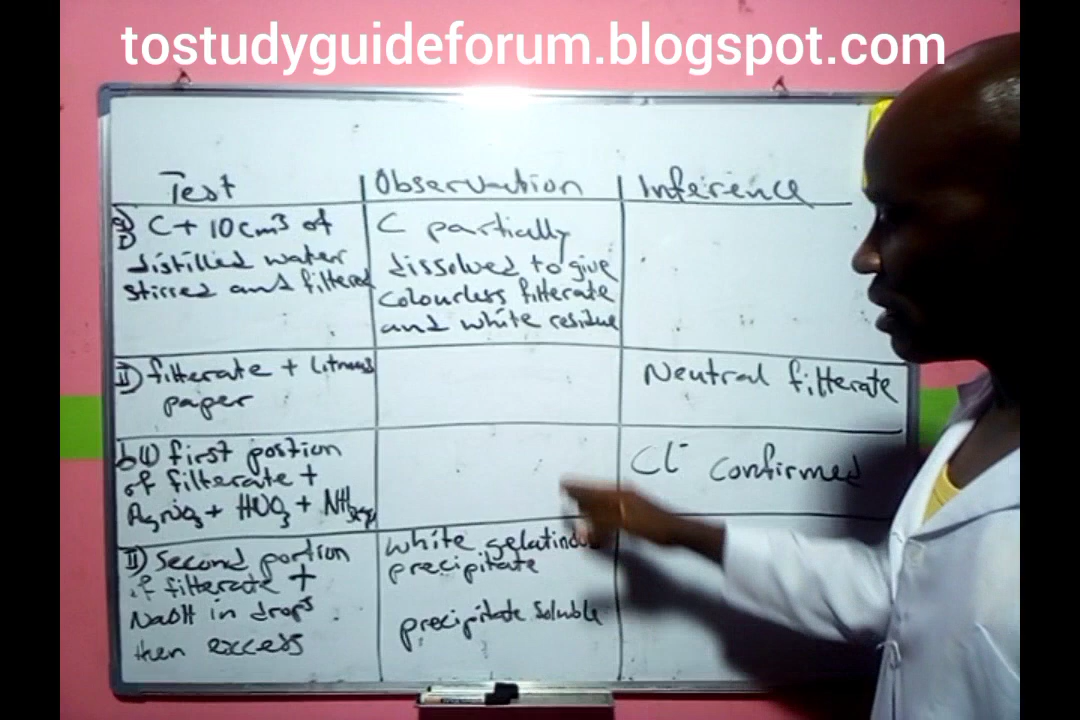 tostudyguideforum.blogspot.com
Test
Observation
Inference
a)
I) C + 10cm³ of
distilled water
stirred and filtered
C partially
dissolved to give
colourless filterate
and white residue
II) filterate + litmus
paper
Neutral filterate
b(I) first portion
of filterate +
AgNO₃ + HNO₃ + NH₃
Cl⁻ confirmed
II) Second portion
of filterate +
NaOH in drops
then excess
white gelatinous
precipitate
precipitate soluble